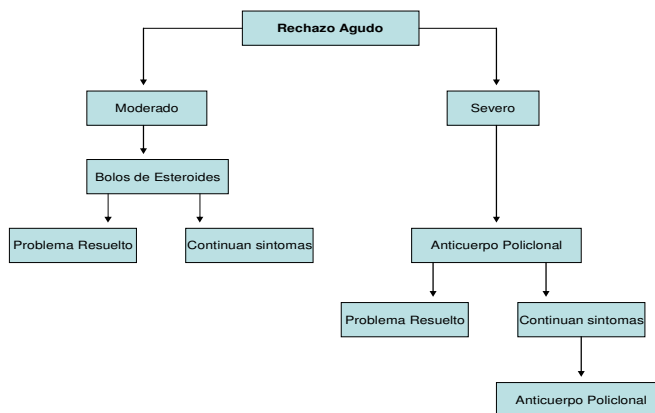 Rechazo Agudo
Moderado
Severo
Bolos de Esteroides
Problema Resuelto
Continuan sintomas
Anticuerpo Policlonal
Problema Resuelto
Continuan sintomas
Anticuerpo Policlonal